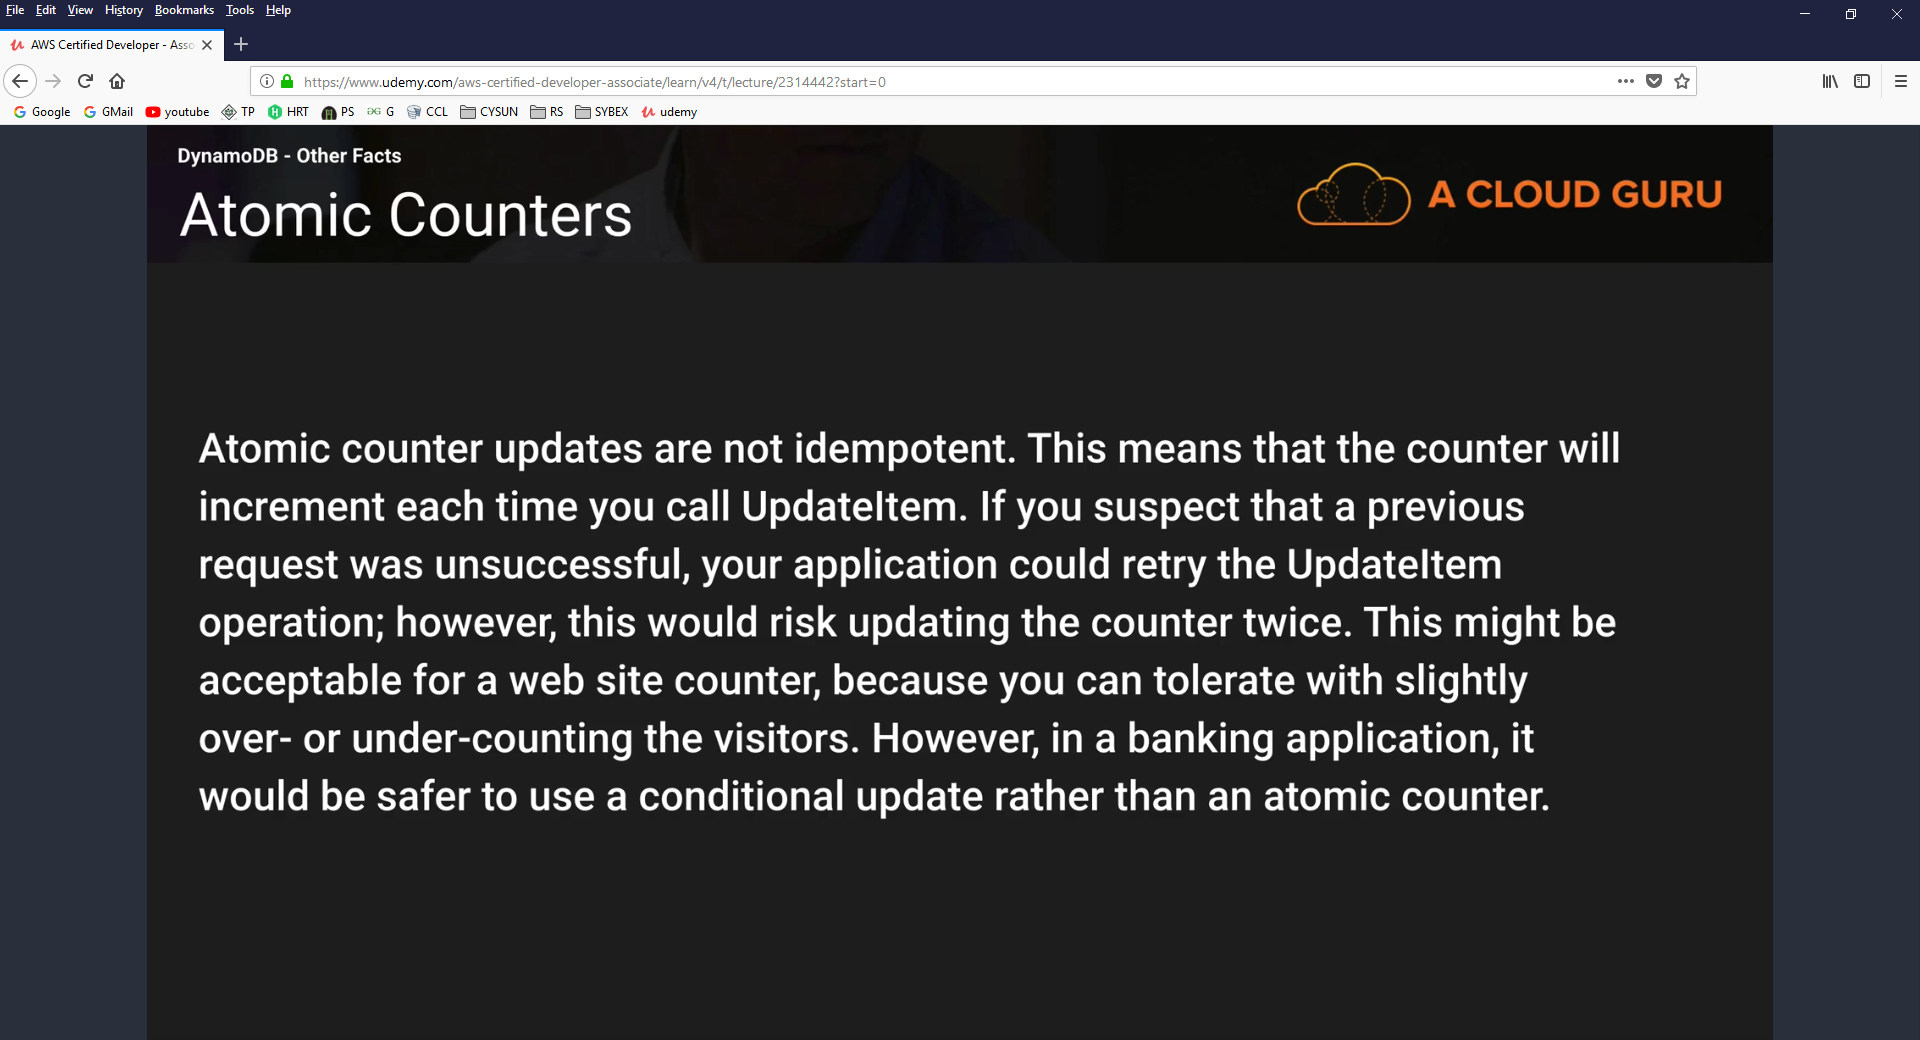 File Edit View History Bookmarks Tools Help
AWS Certified Developer - Asso
https://www.udemy.com/aws-certified-developer-associate/learn/v4/t/lecture/2314442?start=0
Google GMail youtube TP HRT PS G CCL CYSUN RS SYBEX udemy
DynamoDB - Other Facts
Atomic Counters
A CLOUD GURU
Atomic counter updates are not idempotent. This means that the counter will
increment each time you call UpdateItem. If you suspect that a previous
request was unsuccessful, your application could retry the UpdateItem
operation; however, this would risk updating the counter twice. This might be
acceptable for a web site counter, because you can tolerate with slightly
over- or under-counting the visitors. However, in a banking application, it
would be safer to use a conditional update rather than an atomic counter.